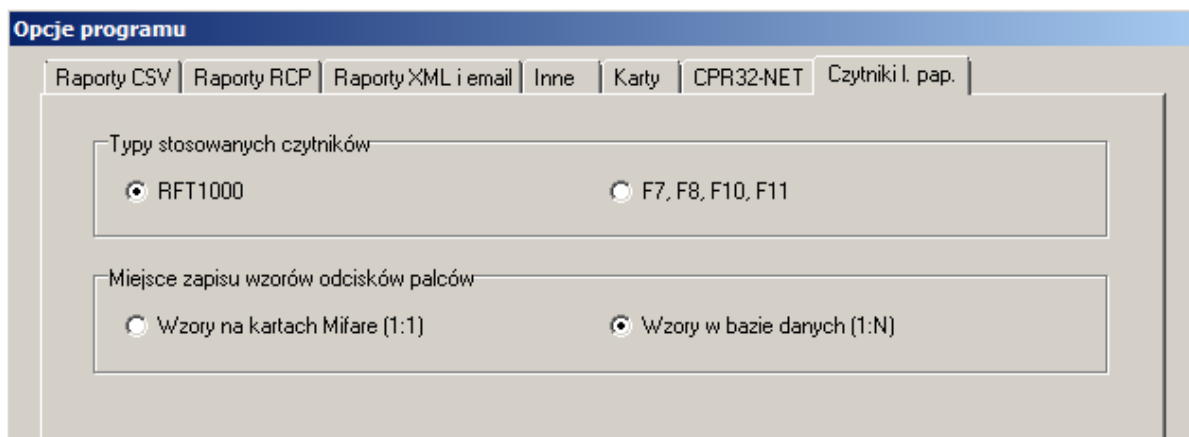 Opcje programu
Raporty CSV Raporty RCP Raporty XML i email Inne Karty CPR32-NET Czytniki l. pap.
Typy stosowanych czytników
RFT1000 F7, F8, F10, F11
Miejsce zapisu wzorów odcisków palców
Wzory na kartach Mifare (1:1) Wzory w bazie danych (1:N)